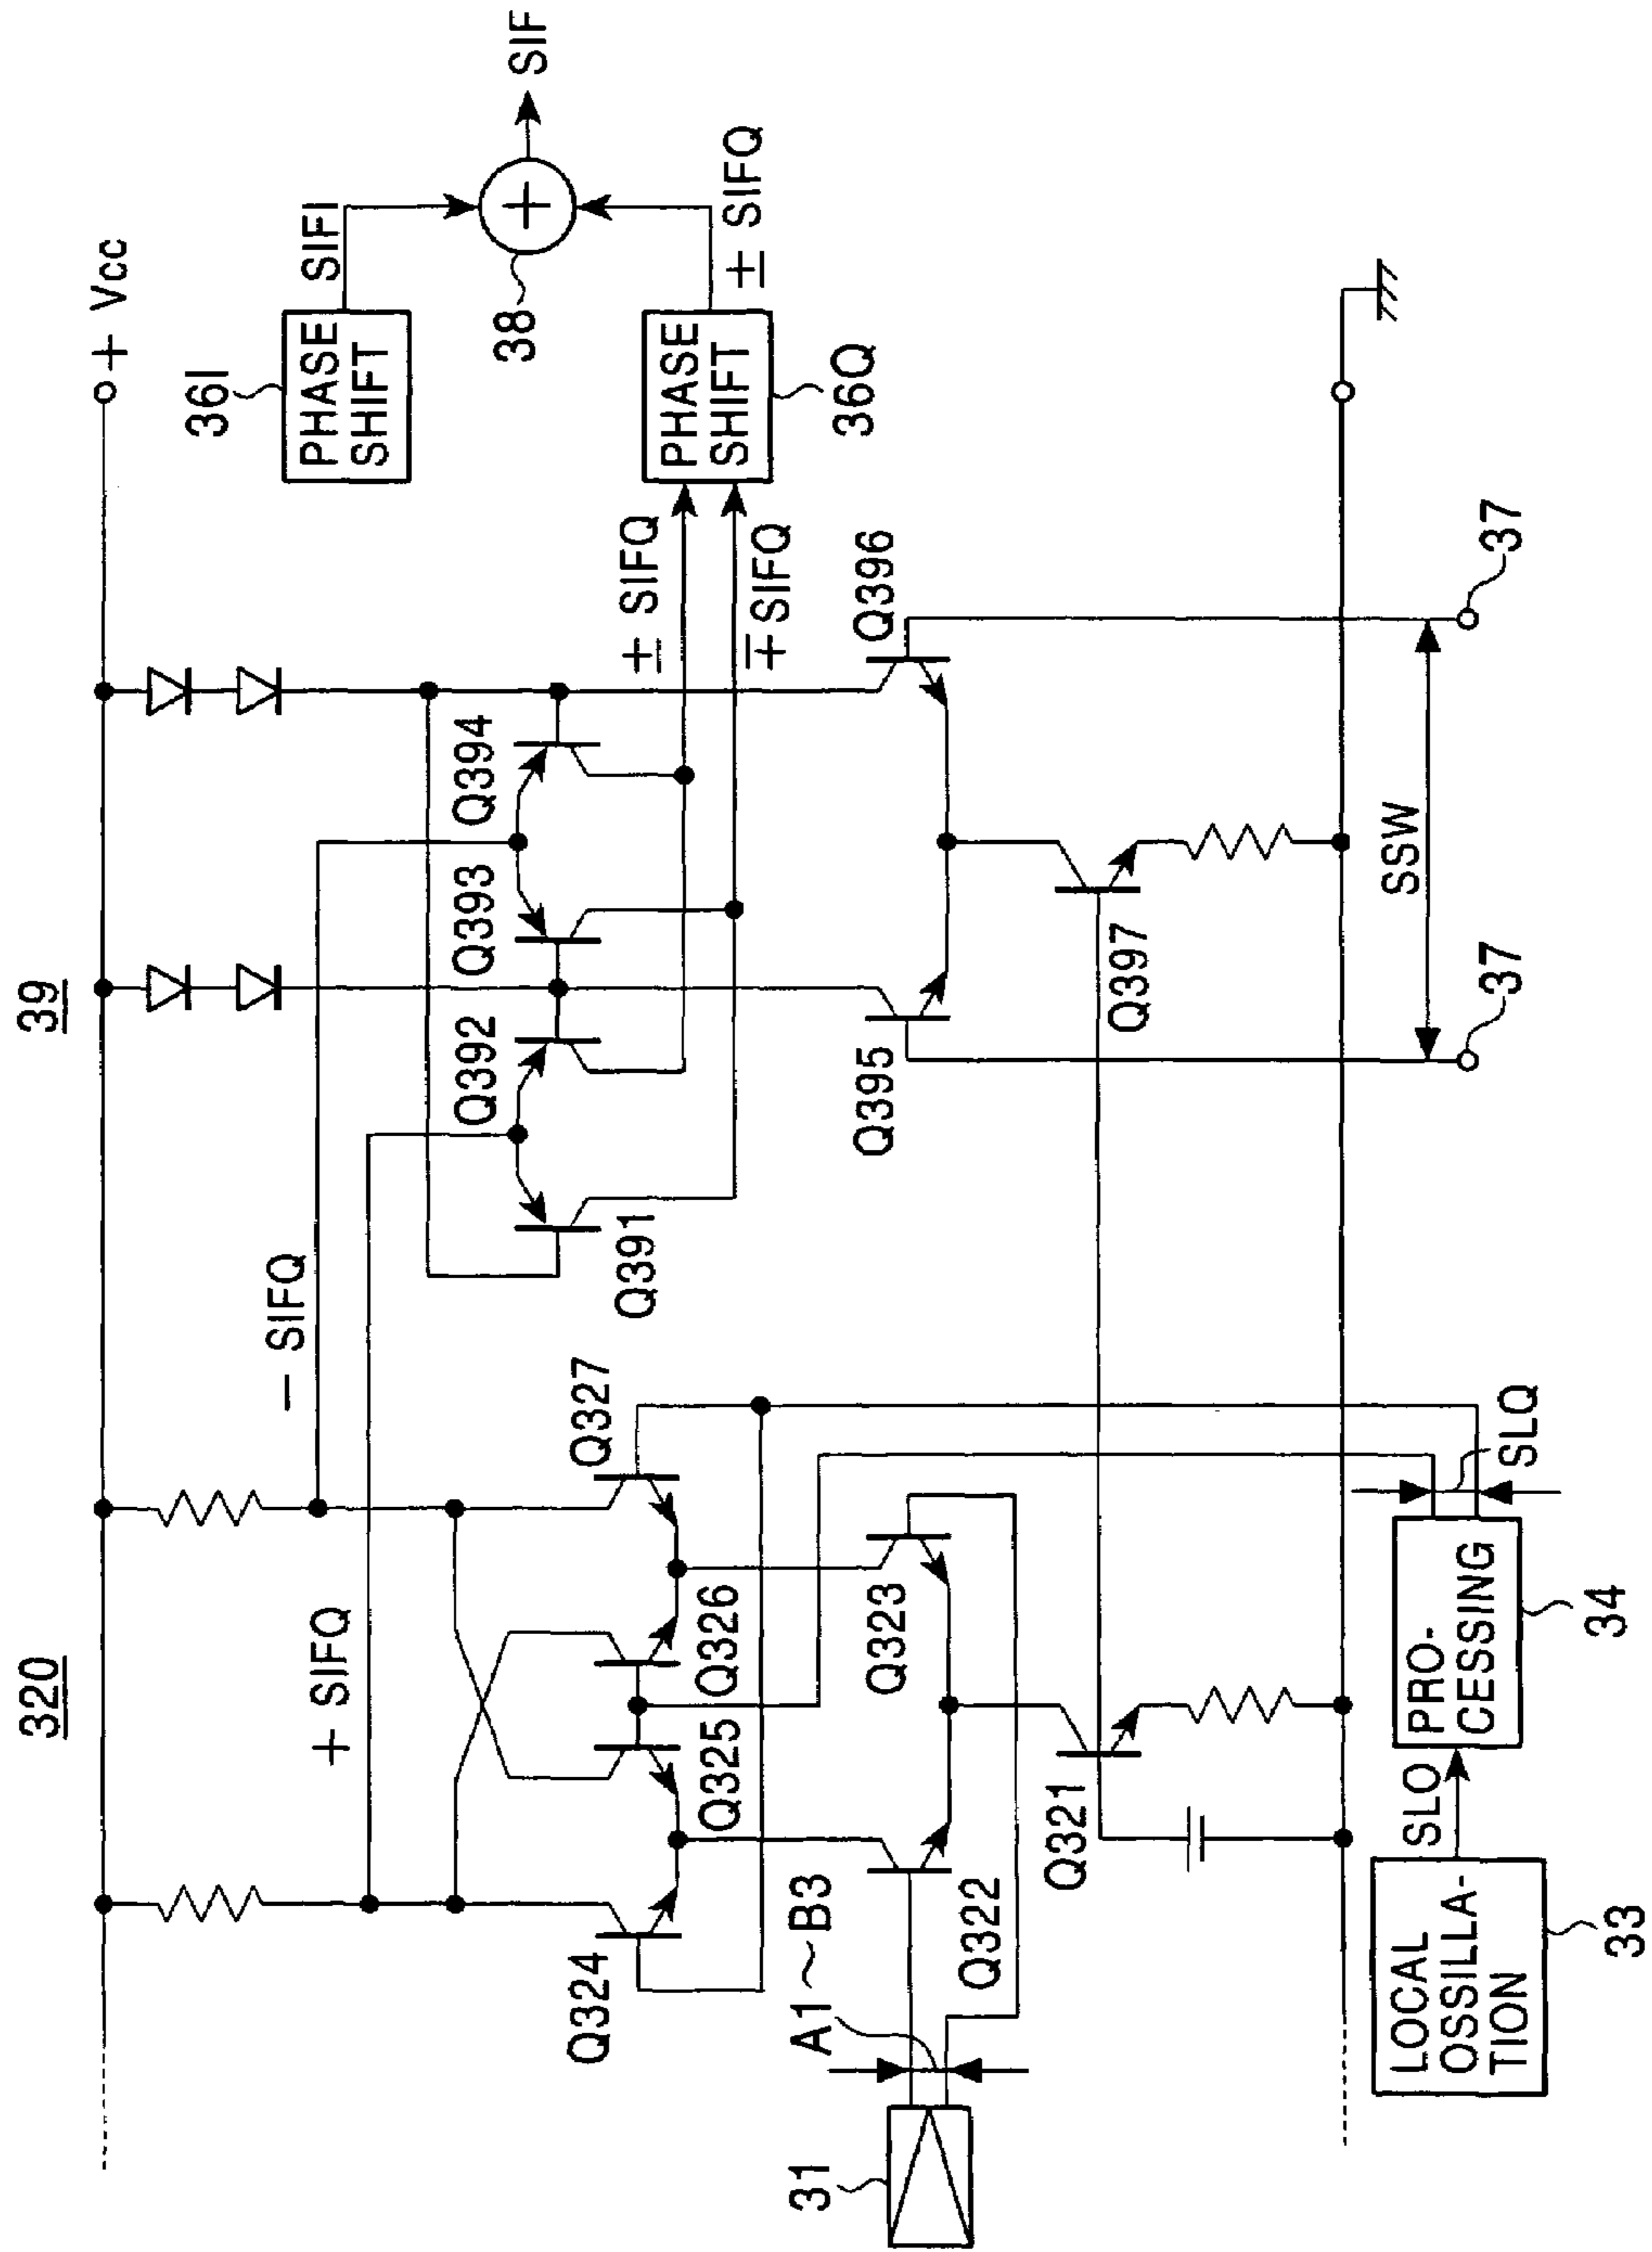 320
39
+ Vcc
36I
PHASE
SHIFT
SIFI
38
SIF
PHASE
SHIFT
36Q
± SIFQ
− SIFQ
+ SIFQ
± SIFQ
∓ SIFQ
Q324
Q325
Q326
Q327
Q391
Q392
Q393
Q394
31
A1 ~ B3
Q322
Q323
Q395
Q396
Q321
Q397
SSW
37
37
LOCAL
OSSILLA-
TION
33
SLO
PRO-
CESSING
34
SLQ